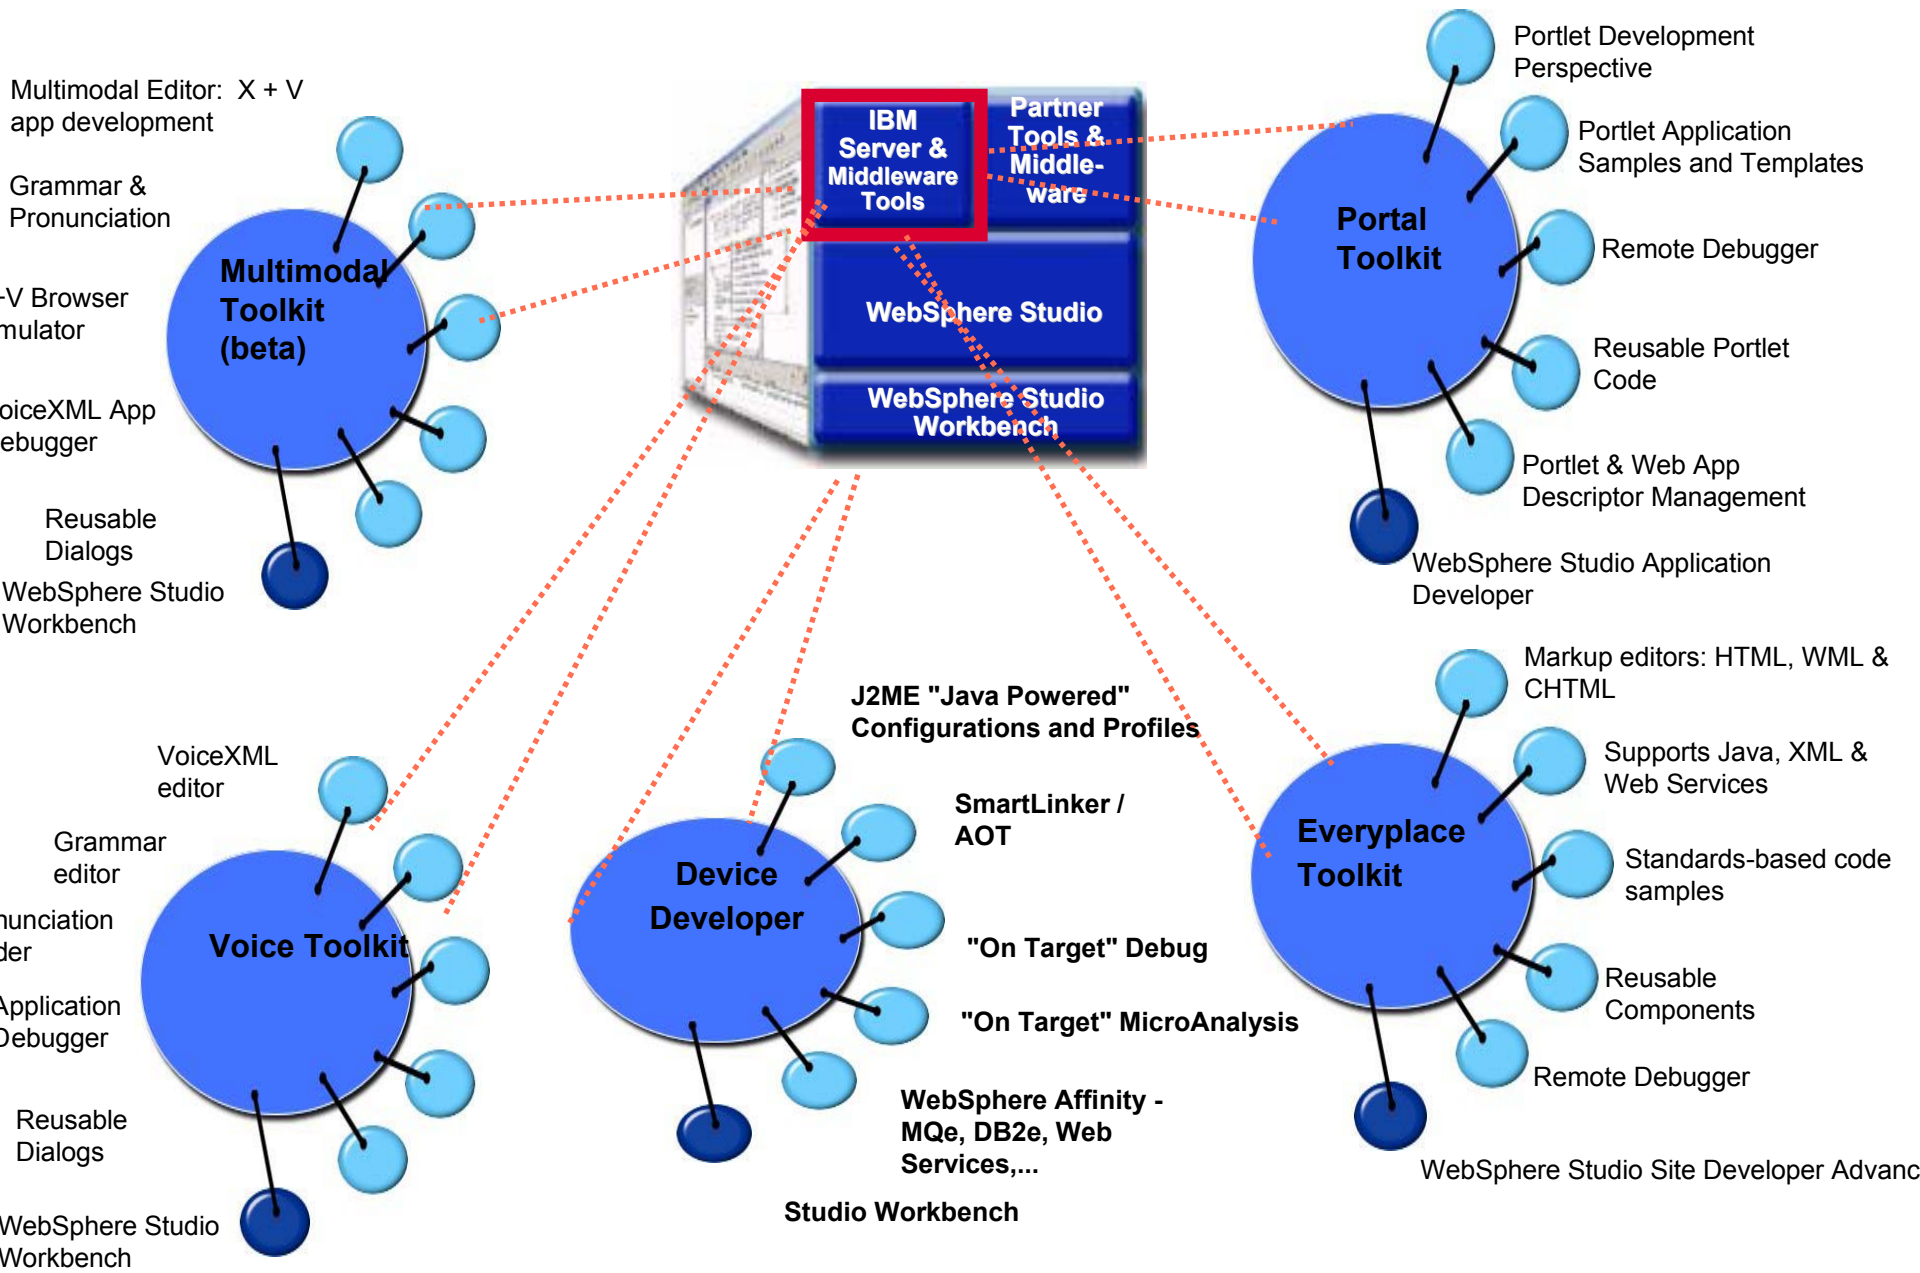 Multimodal Editor: X + V
app development
Grammar &
Pronunciation
+V Browser
mulator
oiceXML App
ebugger
Reusable
Dialogs
WebSphere Studio
Workbench
Multimodal
Toolkit
(beta)
IBM
Server &
Middleware
Tools
Partner
Tools &
Middle-
ware
WebSphere Studio
WebSphere Studio
Workbench
Portal
Toolkit
Portlet Development
Perspective
Portlet Application
Samples and Templates
Remote Debugger
Reusable Portlet
Code
Portlet & Web App
Descriptor Management
WebSphere Studio Application
Developer
VoiceXML
editor
Grammar
editor
nunciation
der
Application
Debugger
Reusable
Dialogs
WebSphere Studio
Workbench
Voice Toolkit
J2ME "Java Powered"
Configurations and Profiles
SmartLinker /
AOT
"On Target" Debug
"On Target" MicroAnalysis
WebSphere Affinity -
MQe, DB2e, Web
Services,...
Studio Workbench
Device
Developer
Everyplace
Toolkit
Markup editors: HTML, WML &
CHTML
Supports Java, XML &
Web Services
Standards-based code
samples
Reusable
Components
Remote Debugger
WebSphere Studio Site Developer Advanc